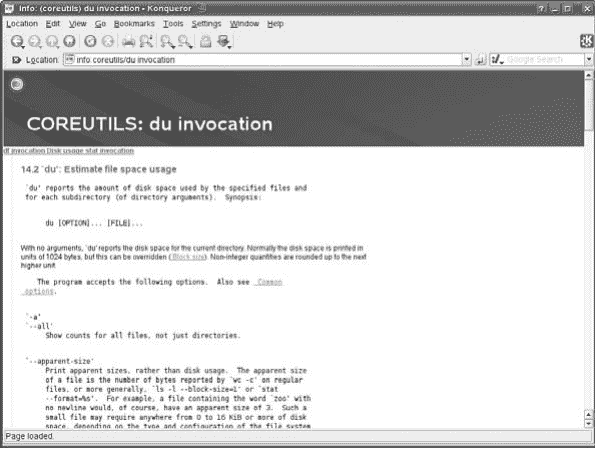 Info: (coreutils) du invocation - Konqueror
Location Edit View Go Bookmarks Tools Settings Window Help
Location: info:coreutils/du invocation
Google Search
COREUTILS: du invocation
df invocation Disk usage stat invocation
14.2 `du': Estimate file space usage
`du' reports the amount of disk space used by the specified files and
for each subdirectory (of directory arguments). Synopsis:
du [OPTION]... [FILE]...
With no arguments, `du' reports the disk space for the current directory. Normally the disk space is printed in
units of 1024 bytes, but this can be overridden ( Block size). Non-integer quantities are rounded up to the next
higher unit.
The program accepts the following options. Also see Common
options.
`-a'
`--all'
Show counts for all files, not just directories.
`--apparent-size'
Print apparent sizes, rather than disk usage. The apparent size
of a file is the number of bytes reported by `wc -c' on regular
files, or more generally, `ls -l --block-size=1' or `stat
--format=%s'. For example, a file containing the word `zoo' with
no newline would, of course, have an apparent size of 3. Such a
small file may require anywhere from 0 to 16 KiB or more of disk
space, depending on the type and configuration of the file system
Page loaded.